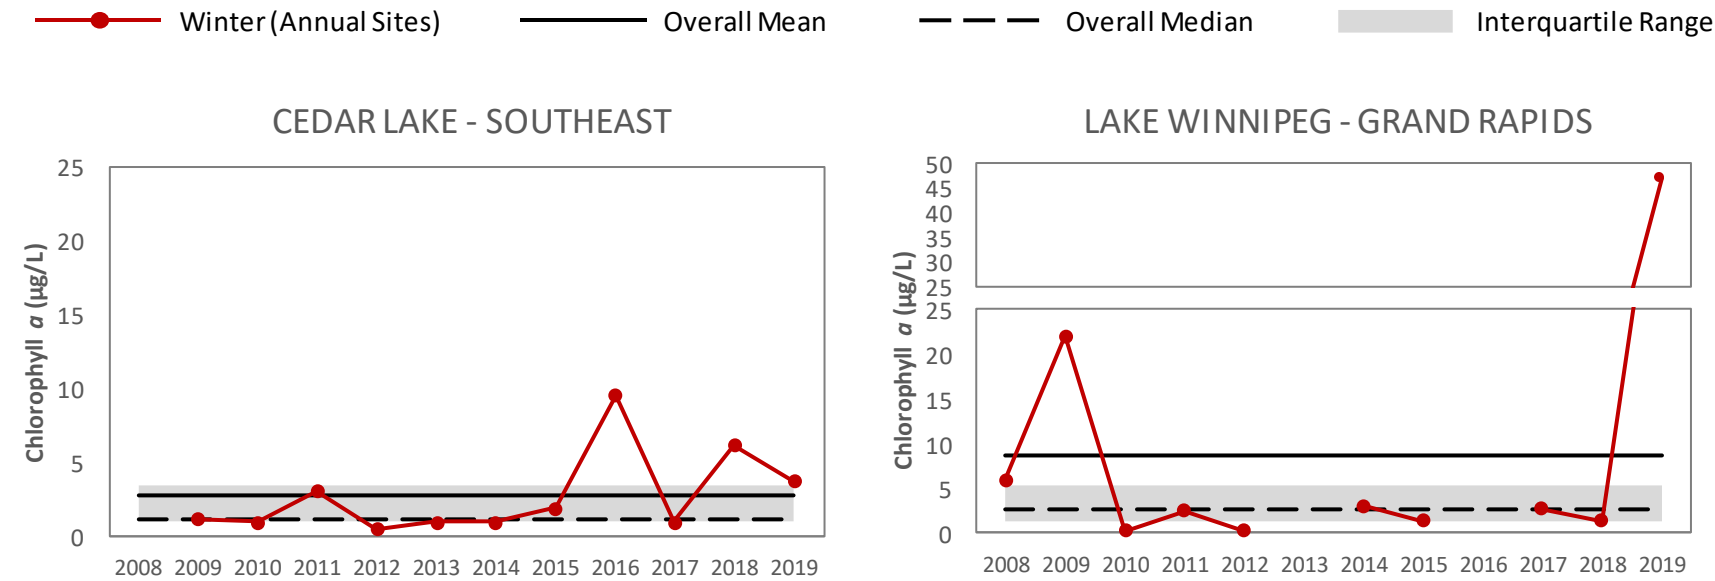 Winter (Annual Sites) Overall Mean Overall Median Interquartile Range
CEDAR LAKE - SOUTHEAST
Chlorophyll a (µg/L)
25
20
15
10
5
0
2008 2009 2010 2011 2012 2013 2014 2015 2016 2017 2018 2019
LAKE WINNIPEG - GRAND RAPIDS
Chlorophyll a (µg/L)
50
45
40
35
30
25
25
20
15
10
5
0
2008 2009 2010 2011 2012 2013 2014 2015 2016 2017 2018 2019